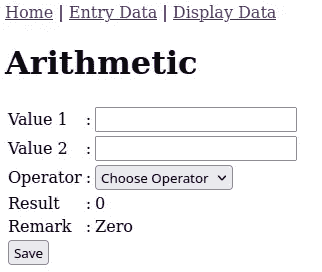 Home | Entry Data | Display Data
Arithmetic
Value 1 :
Value 2 :
Operator : Choose Operator
Result : 0
Remark : Zero
Save